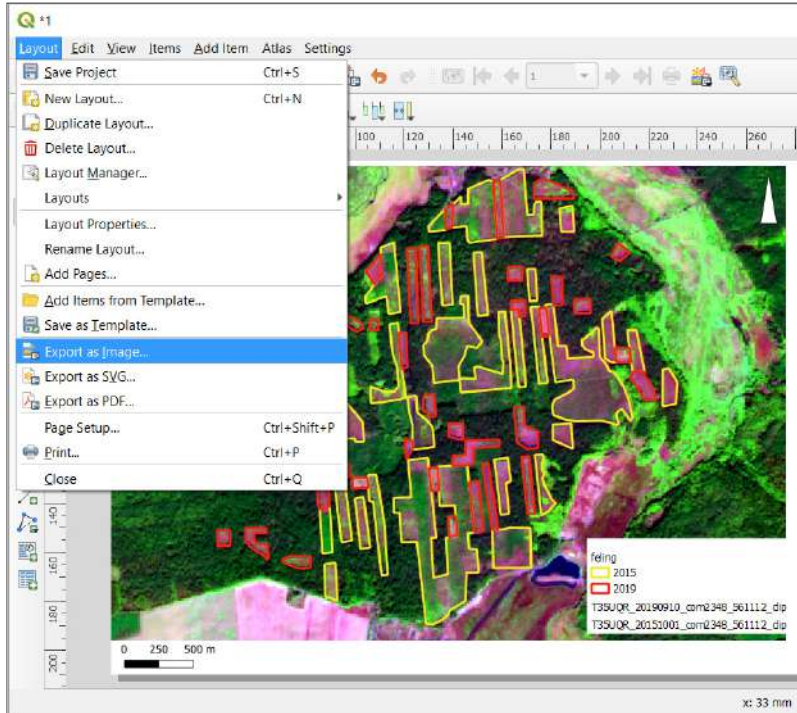 *1
Layout Edit View Items Add Item Atlas Settings
Save Project Ctrl+S
New Layout... Ctrl+N
Duplicate Layout...
Delete Layout...
Layout Manager...
Layouts
Layout Properties...
Rename Layout...
Add Pages...
Add Items from Template...
Save as Template...
Export as Image...
Export as SVG...
Export as PDF...
Page Setup... Ctrl+Shift+P
Print... Ctrl+P
Close Ctrl+Q
1
100 120 140 160 180 200 220 240 260
140
160
180
200
feling
2015
2019
T35UQR_20190910_com2348_561112_dip
T35UQR_20151001_com2348_561112_dip
0 250 500 m
x: 33 mm